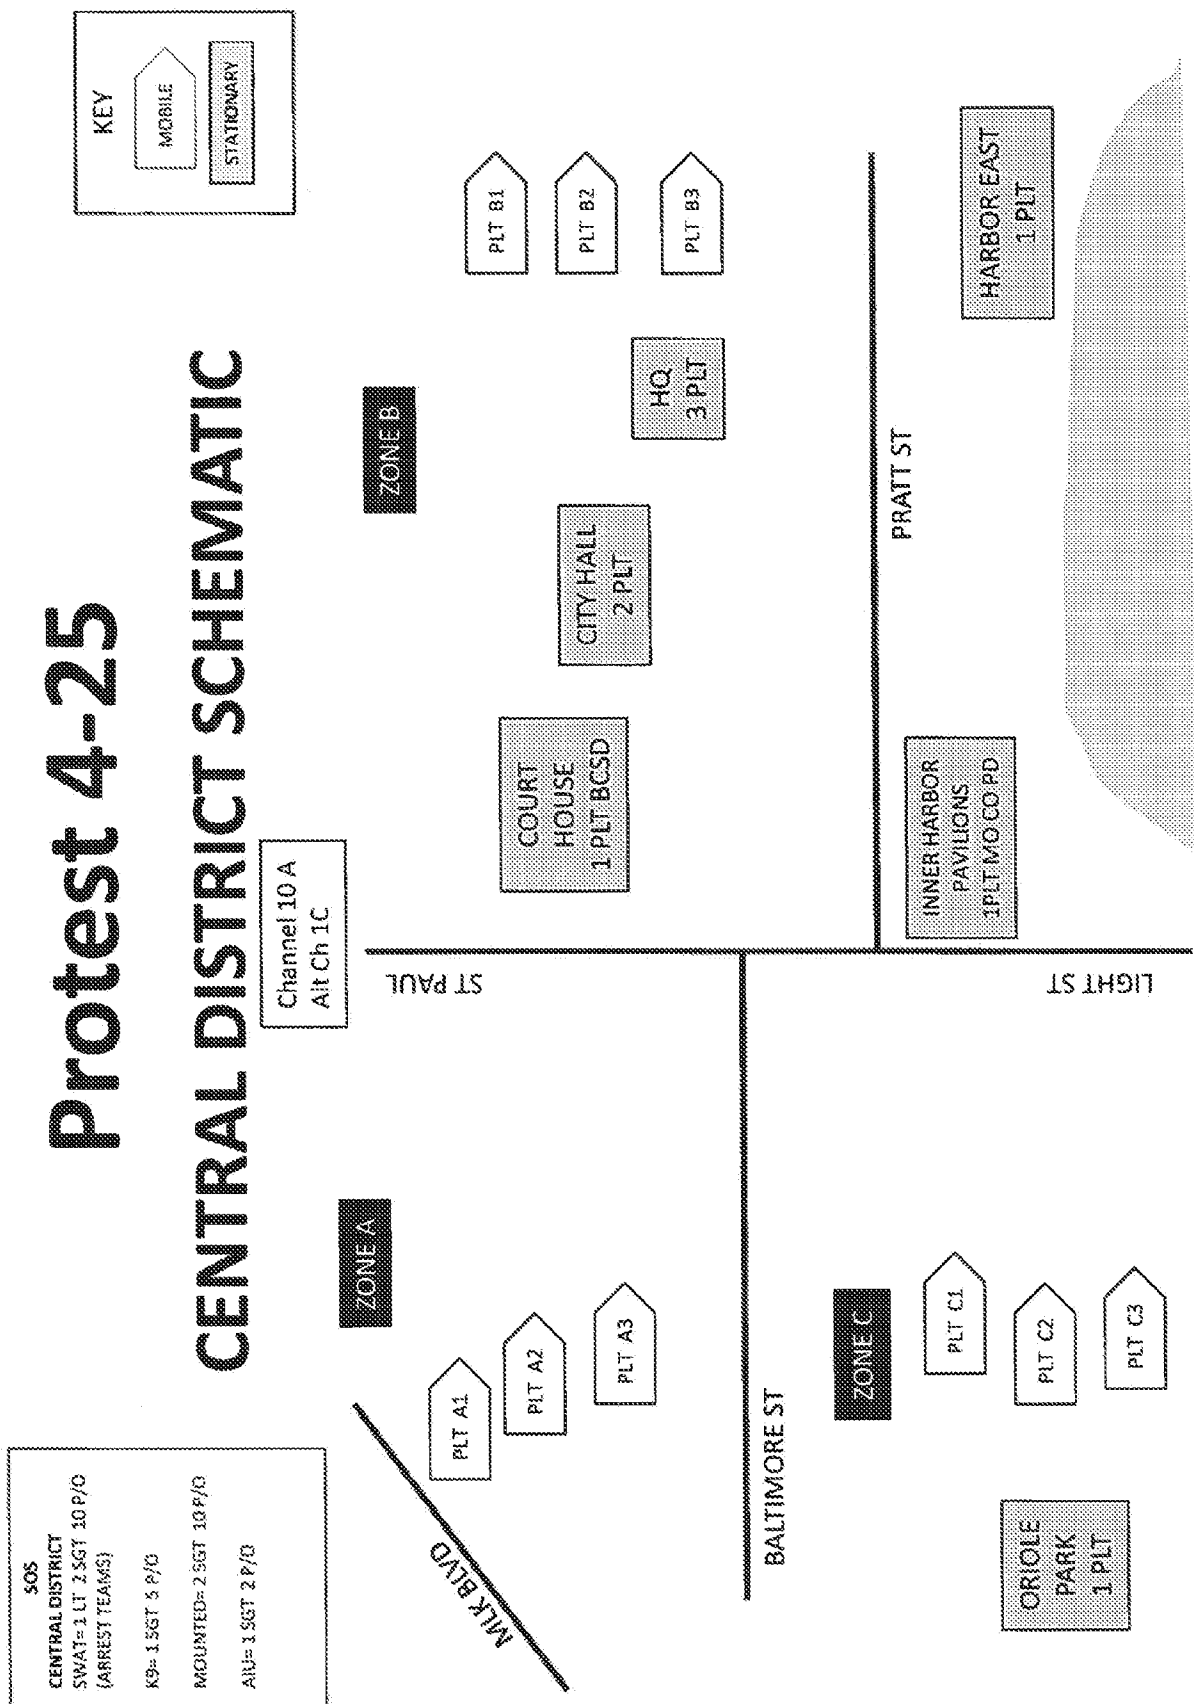 Protest 4-25
CENTRAL DISTRICT SCHEMATIC
SOS
CENTRAL DISTRICT
SWAT= 1 LT 2 SGT 10 P/O
(ARREST TEAMS)
K9= 1 SGT 5 P/O
MOUNTED= 2 SGT 10 P/O
AIU= 1 SGT 2 P/O
Channel 10 A
Alt Ch 1C
KEY
MOBILE
STATIONARY
ZONE A
MLK BLVD
PLT A1
PLT A2
PLT A3
ST PAUL
ZONE B
COURT
HOUSE
1 PLT BCSD
CITY HALL
2 PLT
HQ
3 PLT
PLT B1
PLT B2
PLT B3
BALTIMORE ST
ZONE C
ORIOLE
PARK
1 PLT
PLT C1
PLT C2
PLT C3
LIGHT ST
PRATT ST
INNER HARBOR
PAVILIONS
1PLT MO CO PD
HARBOR EAST
1 PLT